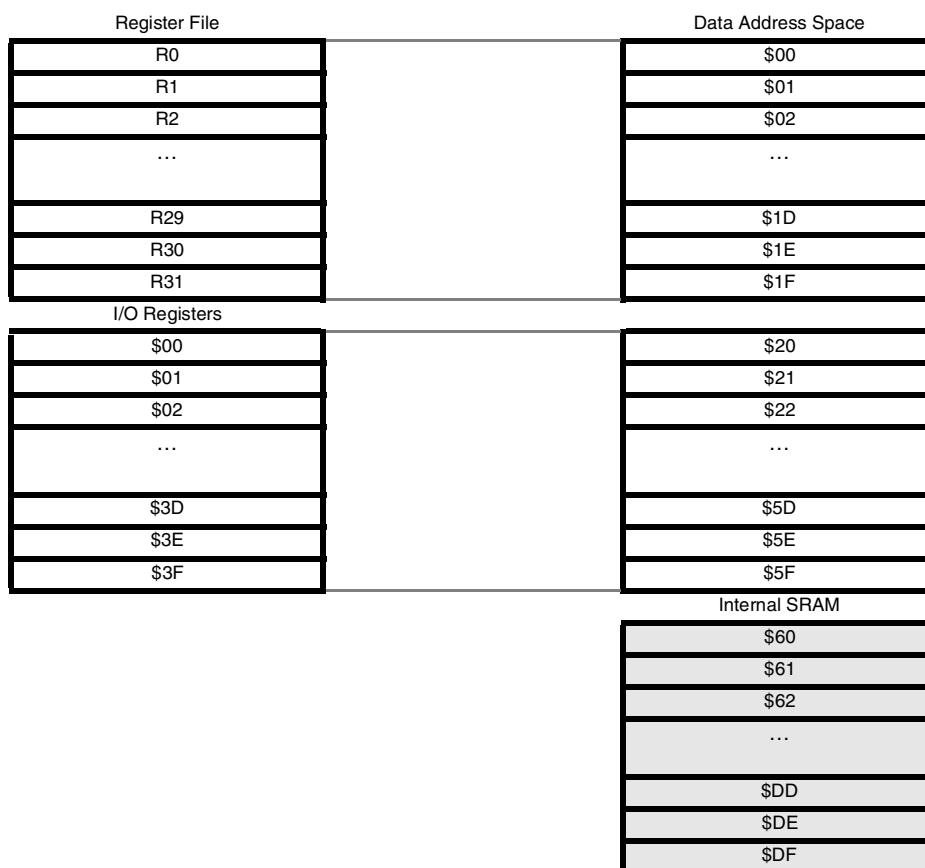 Register File Data Address Space
R0 $00
R1 $01
R2 $02
... ...
R29 $1D
R30 $1E
R31 $1F
I/O Registers
$00 $20
$01 $21
$02 $22
... ...
$3D $5D
$3E $5E
$3F $5F
Internal SRAM
$60
$61
$62
...
$DD
$DE
$DF